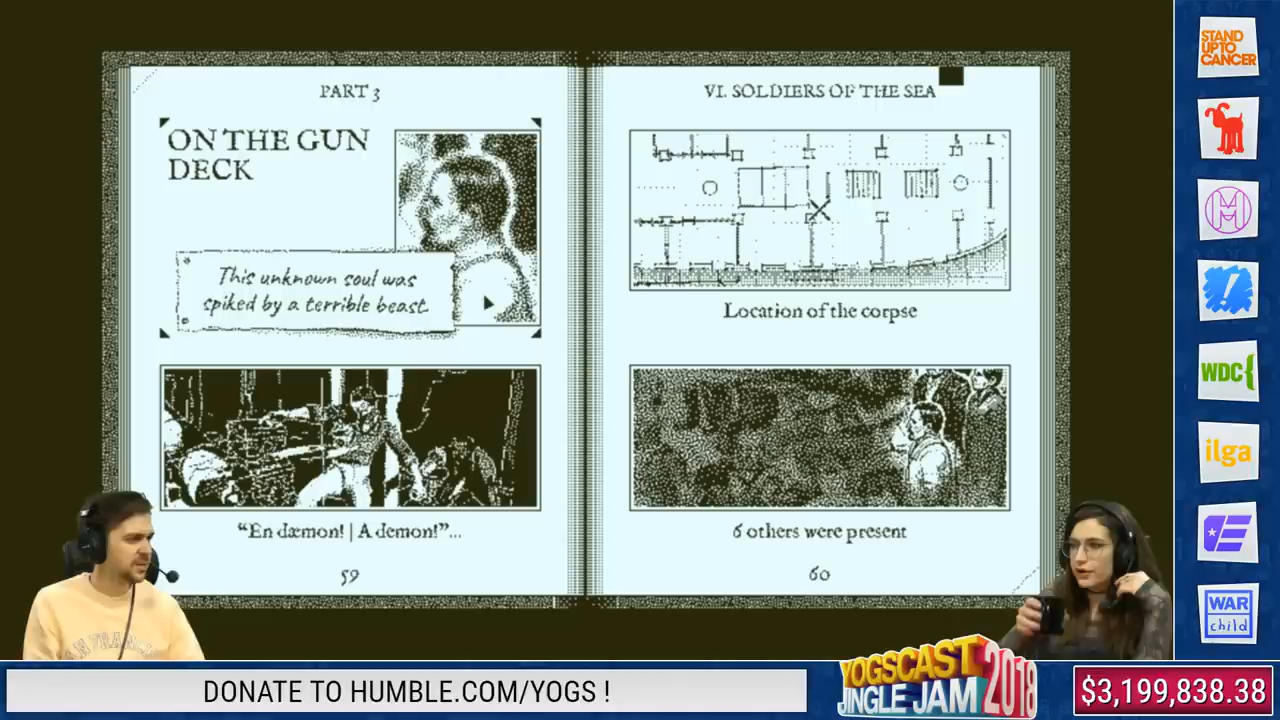 PART 3
ON THE GUN
DECK
This unknown soul was
spiked by a terrible beast.
“En dæmon! | A demon!”...
59
VI. SOLDIERS OF THE SEA
Location of the corpse
6 others were present
60
STAND
UP TO
CANCER
WDC
ilga
WAR
child
DONATE TO HUMBLE.COM/YOGS !
YOGSCAST
JINGLE JAM 2018
$3,199,838.38